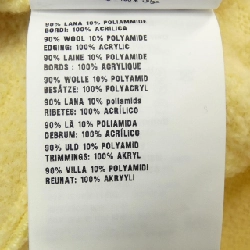 90% LANA 10% POLIAMMIDE
BORDI: 100% ACRILICO
90% WOOL 10% POLYAMIDE
EDGING: 100% ACRYLIC
90% LAINE 10% POLYAMIDE
BORDS : 100% ACRYLIQUE
90% WOLLE 10% POLYAMID
BESÄTZE: 100% POLYACRYL
90% LANA 10% poliamida
RIBETES: 100% ACRÍLICO
90% LÃ 10% POLIAMIDA
DEBRUM: 100% ACRÍLICO
90% ULD 10% POLYAMID
TRIMMINGS: 100% AKRYL
90% VILLA 10% POLYAMIDI
REUNAT: 100% AKRYYLI